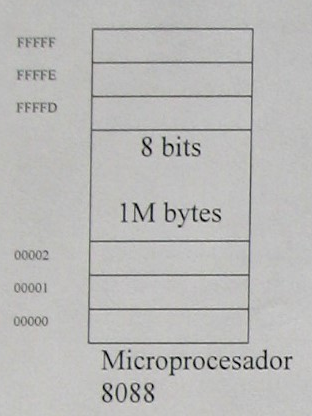 FFFFF
FFFFE
FFFFD
8 bits
1M bytes
00002
00001
00000
Microprocesador
8088